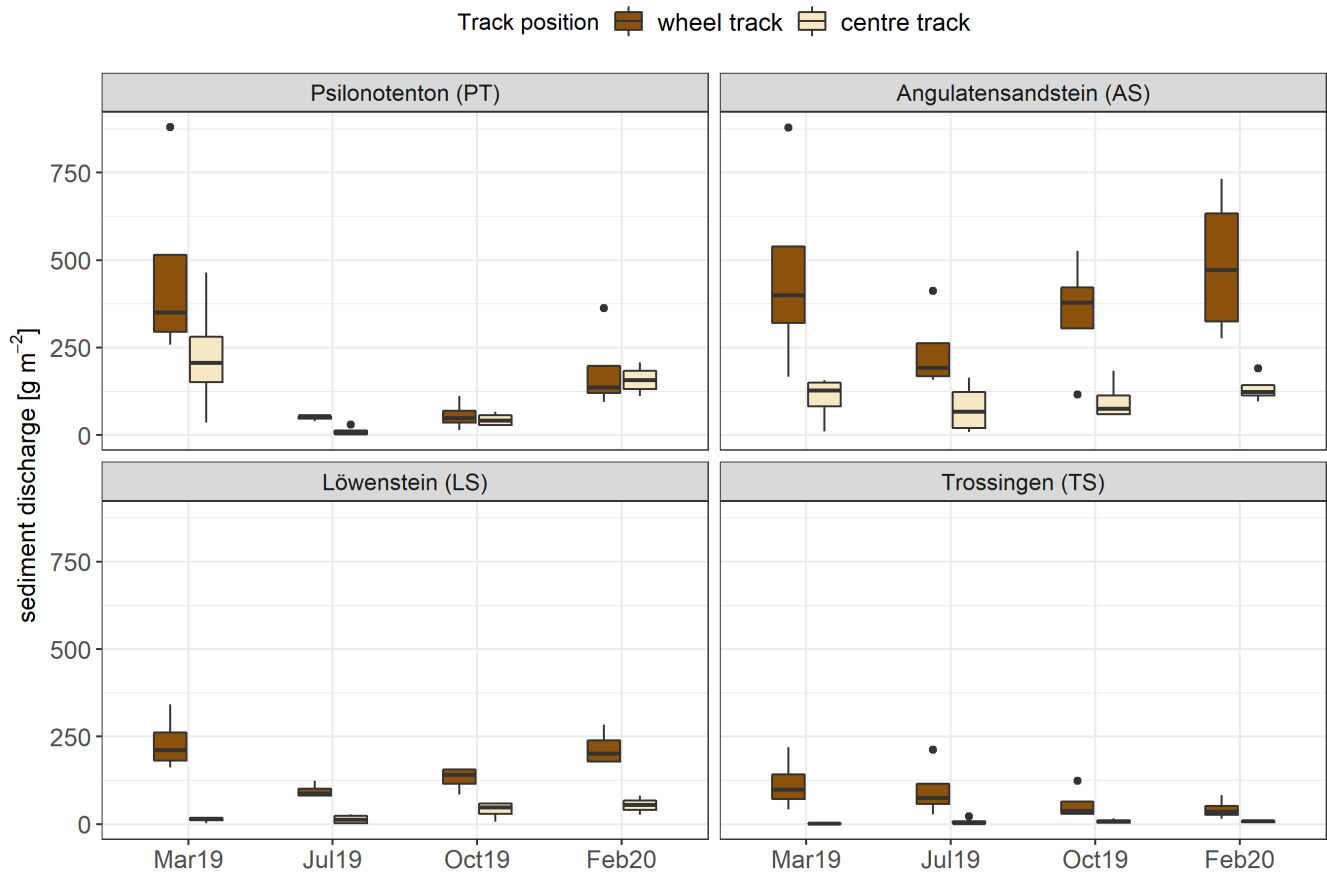 Track position wheel track centre track
Psilonotenton (PT) Angulatensandstein (AS)
750
500
250
0
sediment discharge [g m⁻²]
Löwenstein (LS) Trossingen (TS)
750
500
250
0
Mar19 Jul19 Oct19 Feb20 Mar19 Jul19 Oct19 Feb20